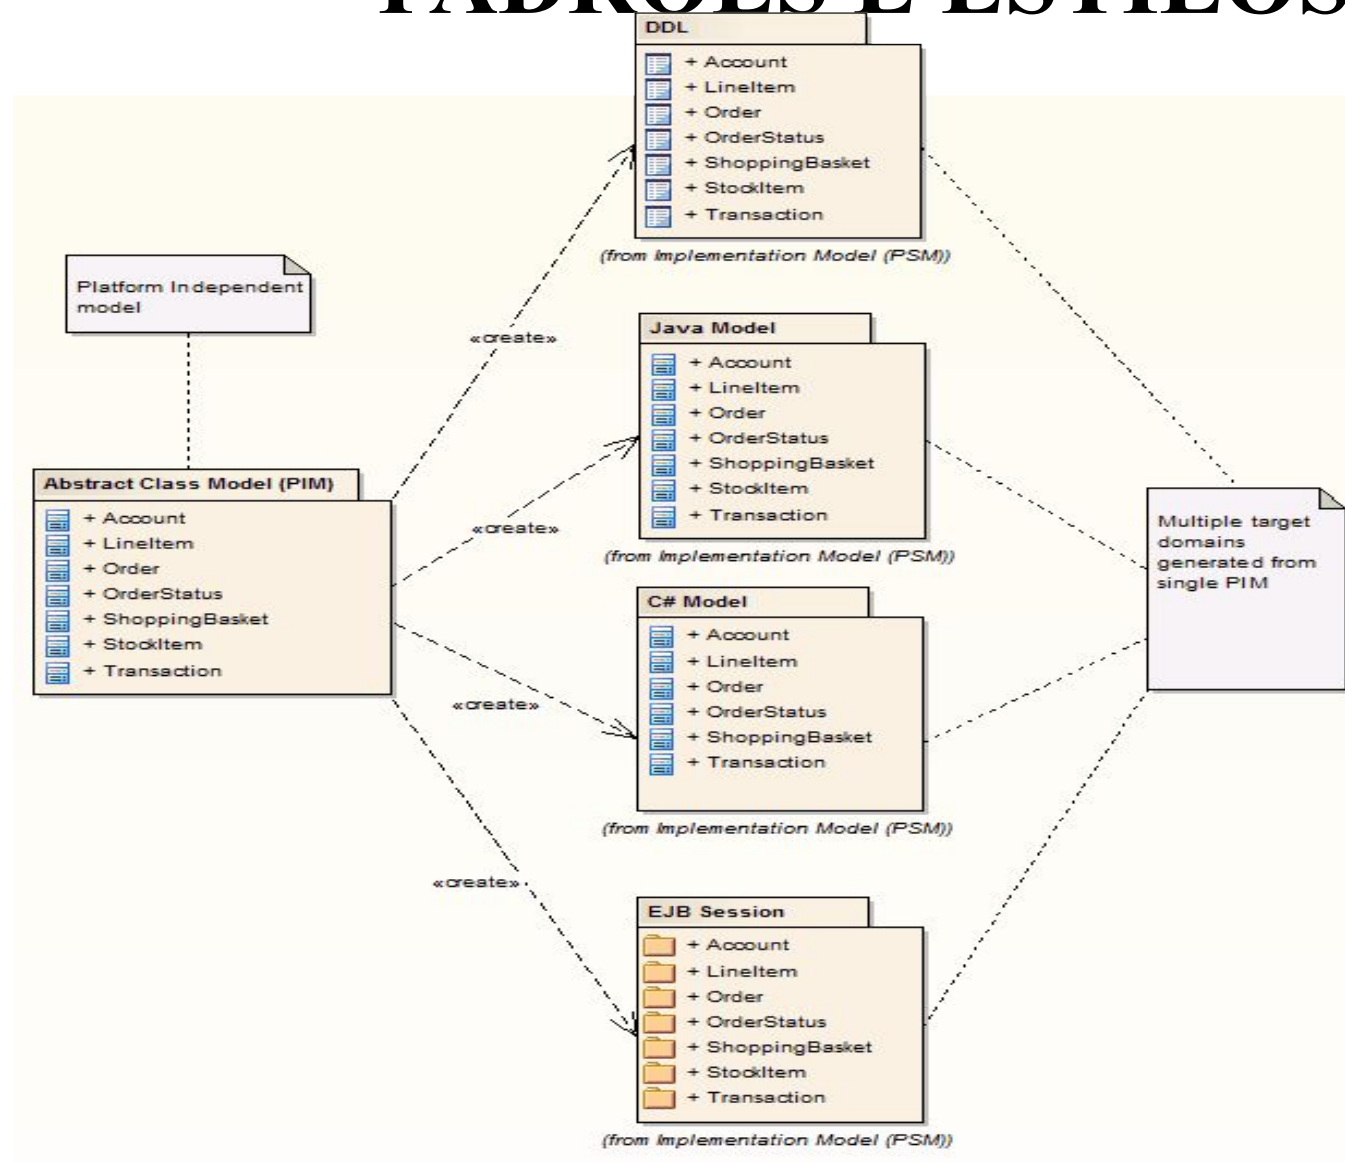 PADRÕES E ESTILOS
DDL
+ Account
+ LineItem
+ Order
+ OrderStatus
+ ShoppingBasket
+ StockItem
+ Transaction
(from Implementation Model (PSM))
Platform Independent
model
«create»
Java Model
+ Account
+ LineItem
+ Order
+ OrderStatus
+ ShoppingBasket
+ StockItem
+ Transaction
(from Implementation Model (PSM))
«create»
Abstract Class Model (PIM)
+ Account
+ LineItem
+ Order
+ OrderStatus
+ ShoppingBasket
+ StockItem
+ Transaction
Multiple target
domains
generated from
single PIM
C# Model
+ Account
+ LineItem
+ Order
+ OrderStatus
+ ShoppingBasket
+ Transaction
(from Implementation Model (PSM))
«create»
«create»
EJB Session
+ Account
+ LineItem
+ Order
+ OrderStatus
+ ShoppingBasket
+ StockItem
+ Transaction
(from Implementation Model (PSM))